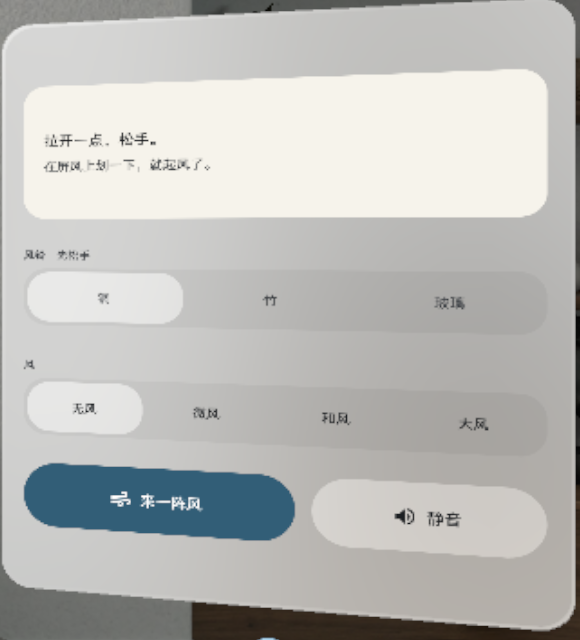 拉开一点，松手。
在屏风上划一下，就起风了。
风铃
竹
玻璃
风
无风
微风
和风
大风
来一阵风
静音